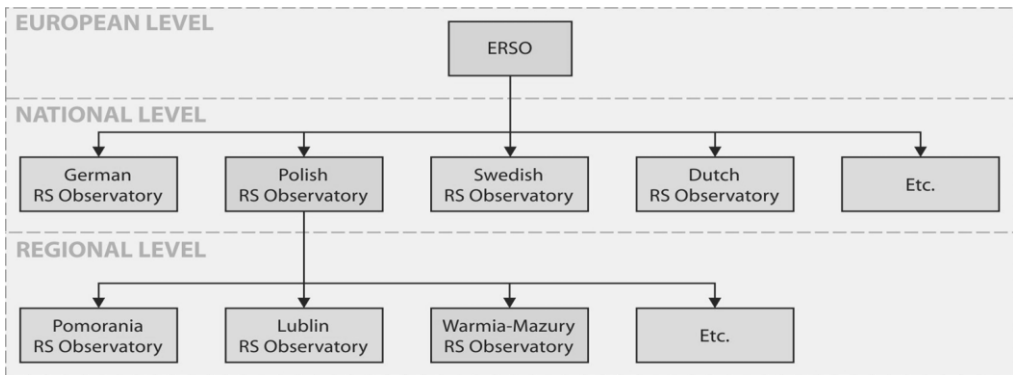 EUROPEAN LEVEL
ERSO
NATIONAL LEVEL
German
RS Observatory
Polish
RS Observatory
Swedish
RS Observatory
Dutch
RS Observatory
Etc.
REGIONAL LEVEL
Pomorania
RS Observatory
Lublin
RS Observatory
Warmia-Mazury
RS Observatory
Etc.